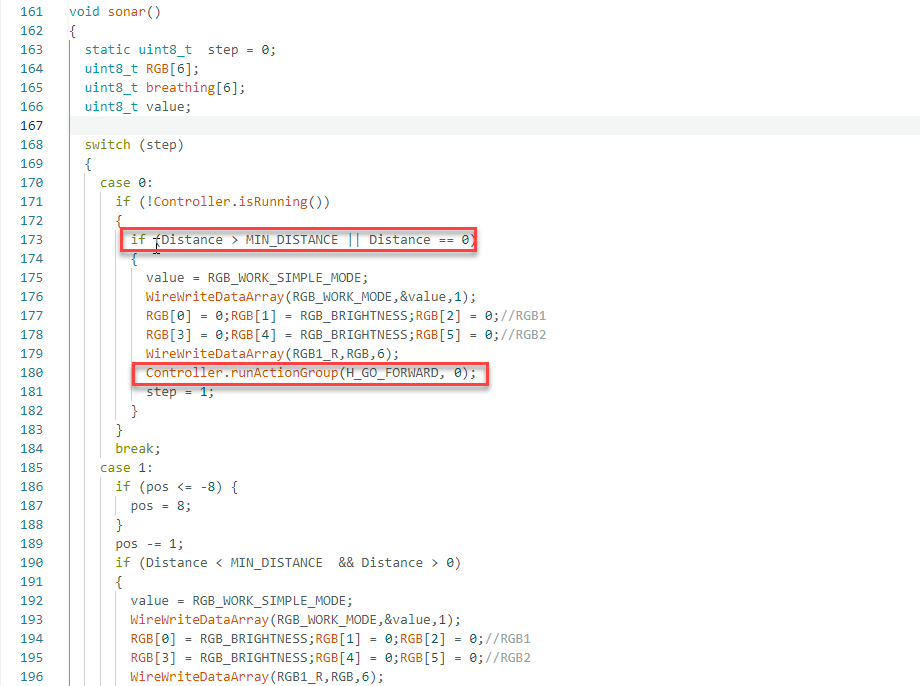 161 void sonar()
162 {
163 static uint8_t  step = 0;
164 uint8_t RGB[6];
165 uint8_t breathing[6];
166 uint8_t value;
167
168 switch (step)
169 {
170 case 0:
171 if (!Controller.isRunning())
172 {
173 if (Distance > MIN_DISTANCE || Distance == 0)
174 {
175 value = RGB_WORK_SIMPLE_MODE;
176 WireWriteDataArray(RGB_WORK_MODE,&value,1);
177 RGB[0] = 0;RGB[1] = RGB_BRIGHTNESS;RGB[2] = 0;//RGB1
178 RGB[3] = 0;RGB[4] = RGB_BRIGHTNESS;RGB[5] = 0;//RGB2
179 WireWriteDataArray(RGB1_R,RGB,6);
180 Controller.runActionGroup(H_GO_FORWARD, 0);
181 step = 1;
182 }
183 }
184 break;
185 case 1:
186 if (pos <= -8) {
187 pos = 8;
188 }
189 pos -= 1;
190 if (Distance < MIN_DISTANCE  && Distance > 0)
191 {
192 value = RGB_WORK_SIMPLE_MODE;
193 WireWriteDataArray(RGB_WORK_MODE,&value,1);
194 RGB[0] = RGB_BRIGHTNESS;RGB[1] = 0;RGB[2] = 0;//RGB1
195 RGB[3] = RGB_BRIGHTNESS;RGB[4] = 0;RGB[5] = 0;//RGB2
196 WireWriteDataArray(RGB1_R,RGB,6);